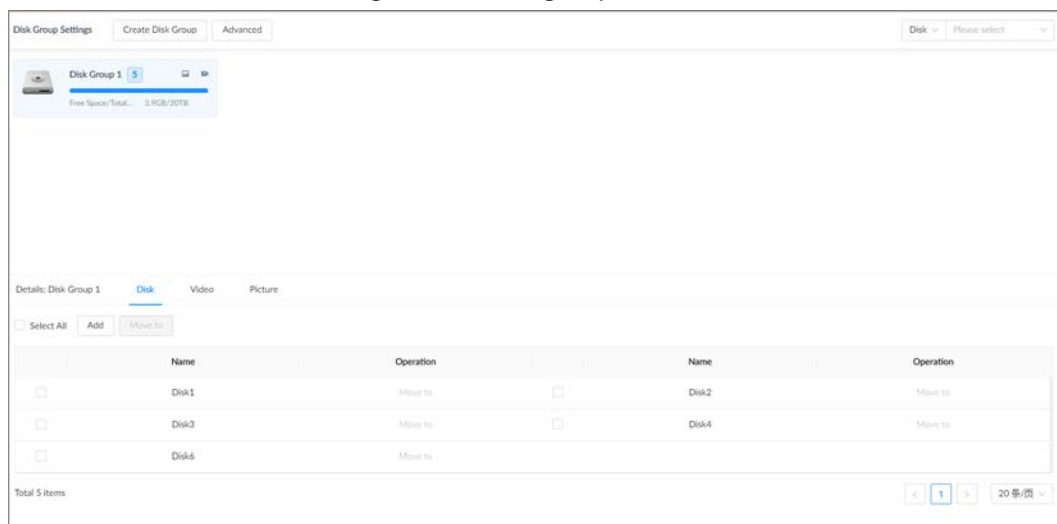 Disk Group Settings Create Disk Group Advanced Disk Please select
Disk Group 1 5
Free Space/Total... 3.9GB/20TB
Details: Disk Group 1 Disk Video Picture
Select All Add Move to
Name Operation Name Operation
Disk1 Move to Disk2 Move to
Disk3 Move to Disk4 Move to
Disk6 Move to
Total 5 items < 1 > 20 条/页